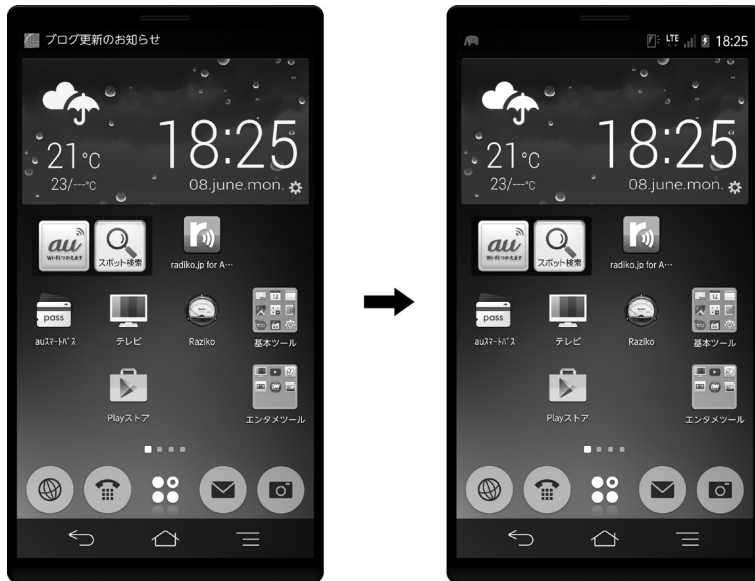 ブログ更新のお知らせ
18:25
21°C
23/---°C
08.june.mon.
au
Wi-Fiつかえます
スポット検索
radiko.jp for A…
pass
auスマートパス
テレビ
Raziko
基本ツール
Playストア
エンタメツール
LTE
18:25
18:25
21°C
23/---°C
08.june.mon.
au
Wi-Fiつかえます
スポット検索
radiko.jp for A…
pass
auスマートパス
テレビ
Raziko
基本ツール
Playストア
エンタメツール